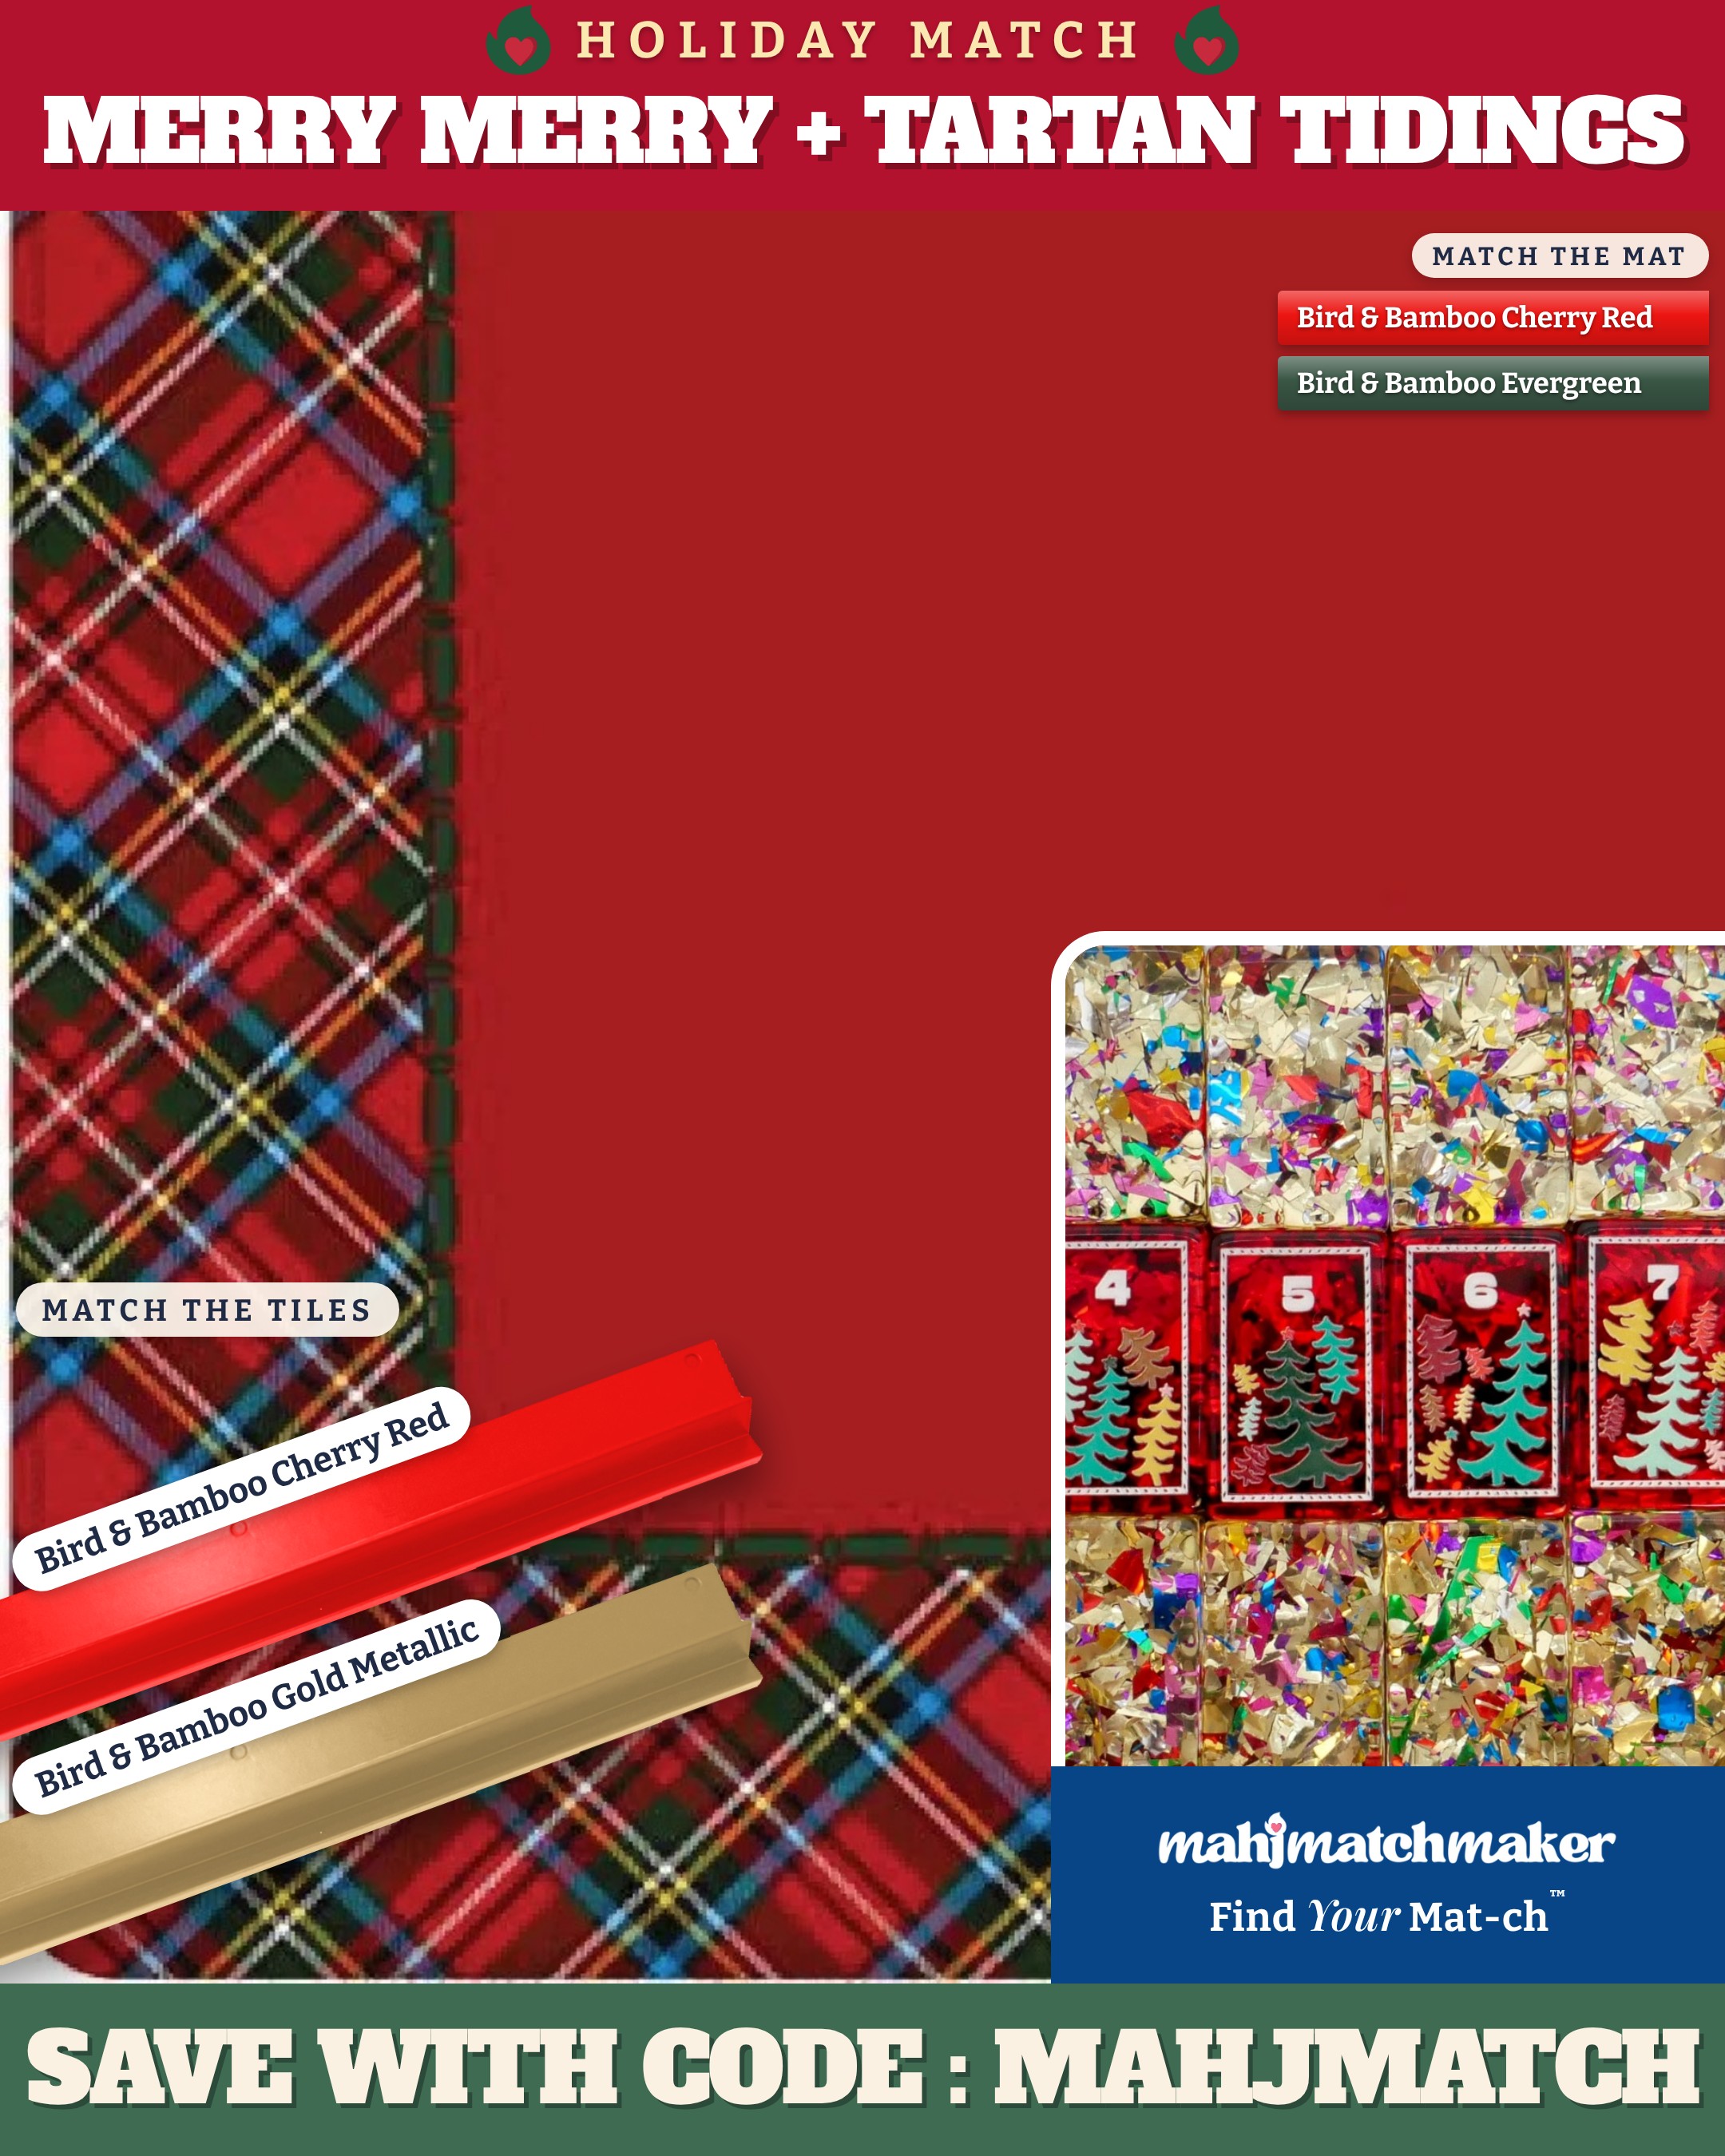 HOLIDAY MATCH
MERRY MERRY + TARTAN TIDINGS
MATCH THE MAT
Bird & Bamboo Cherry Red
Bird & Bamboo Evergreen
MATCH THE TILES
Bird & Bamboo Cherry Red
Bird & Bamboo Gold Metallic
4 5 6 7
mahjmatchmaker
Find Your Mat-ch™
SAVE WITH CODE : MAHJMATCH